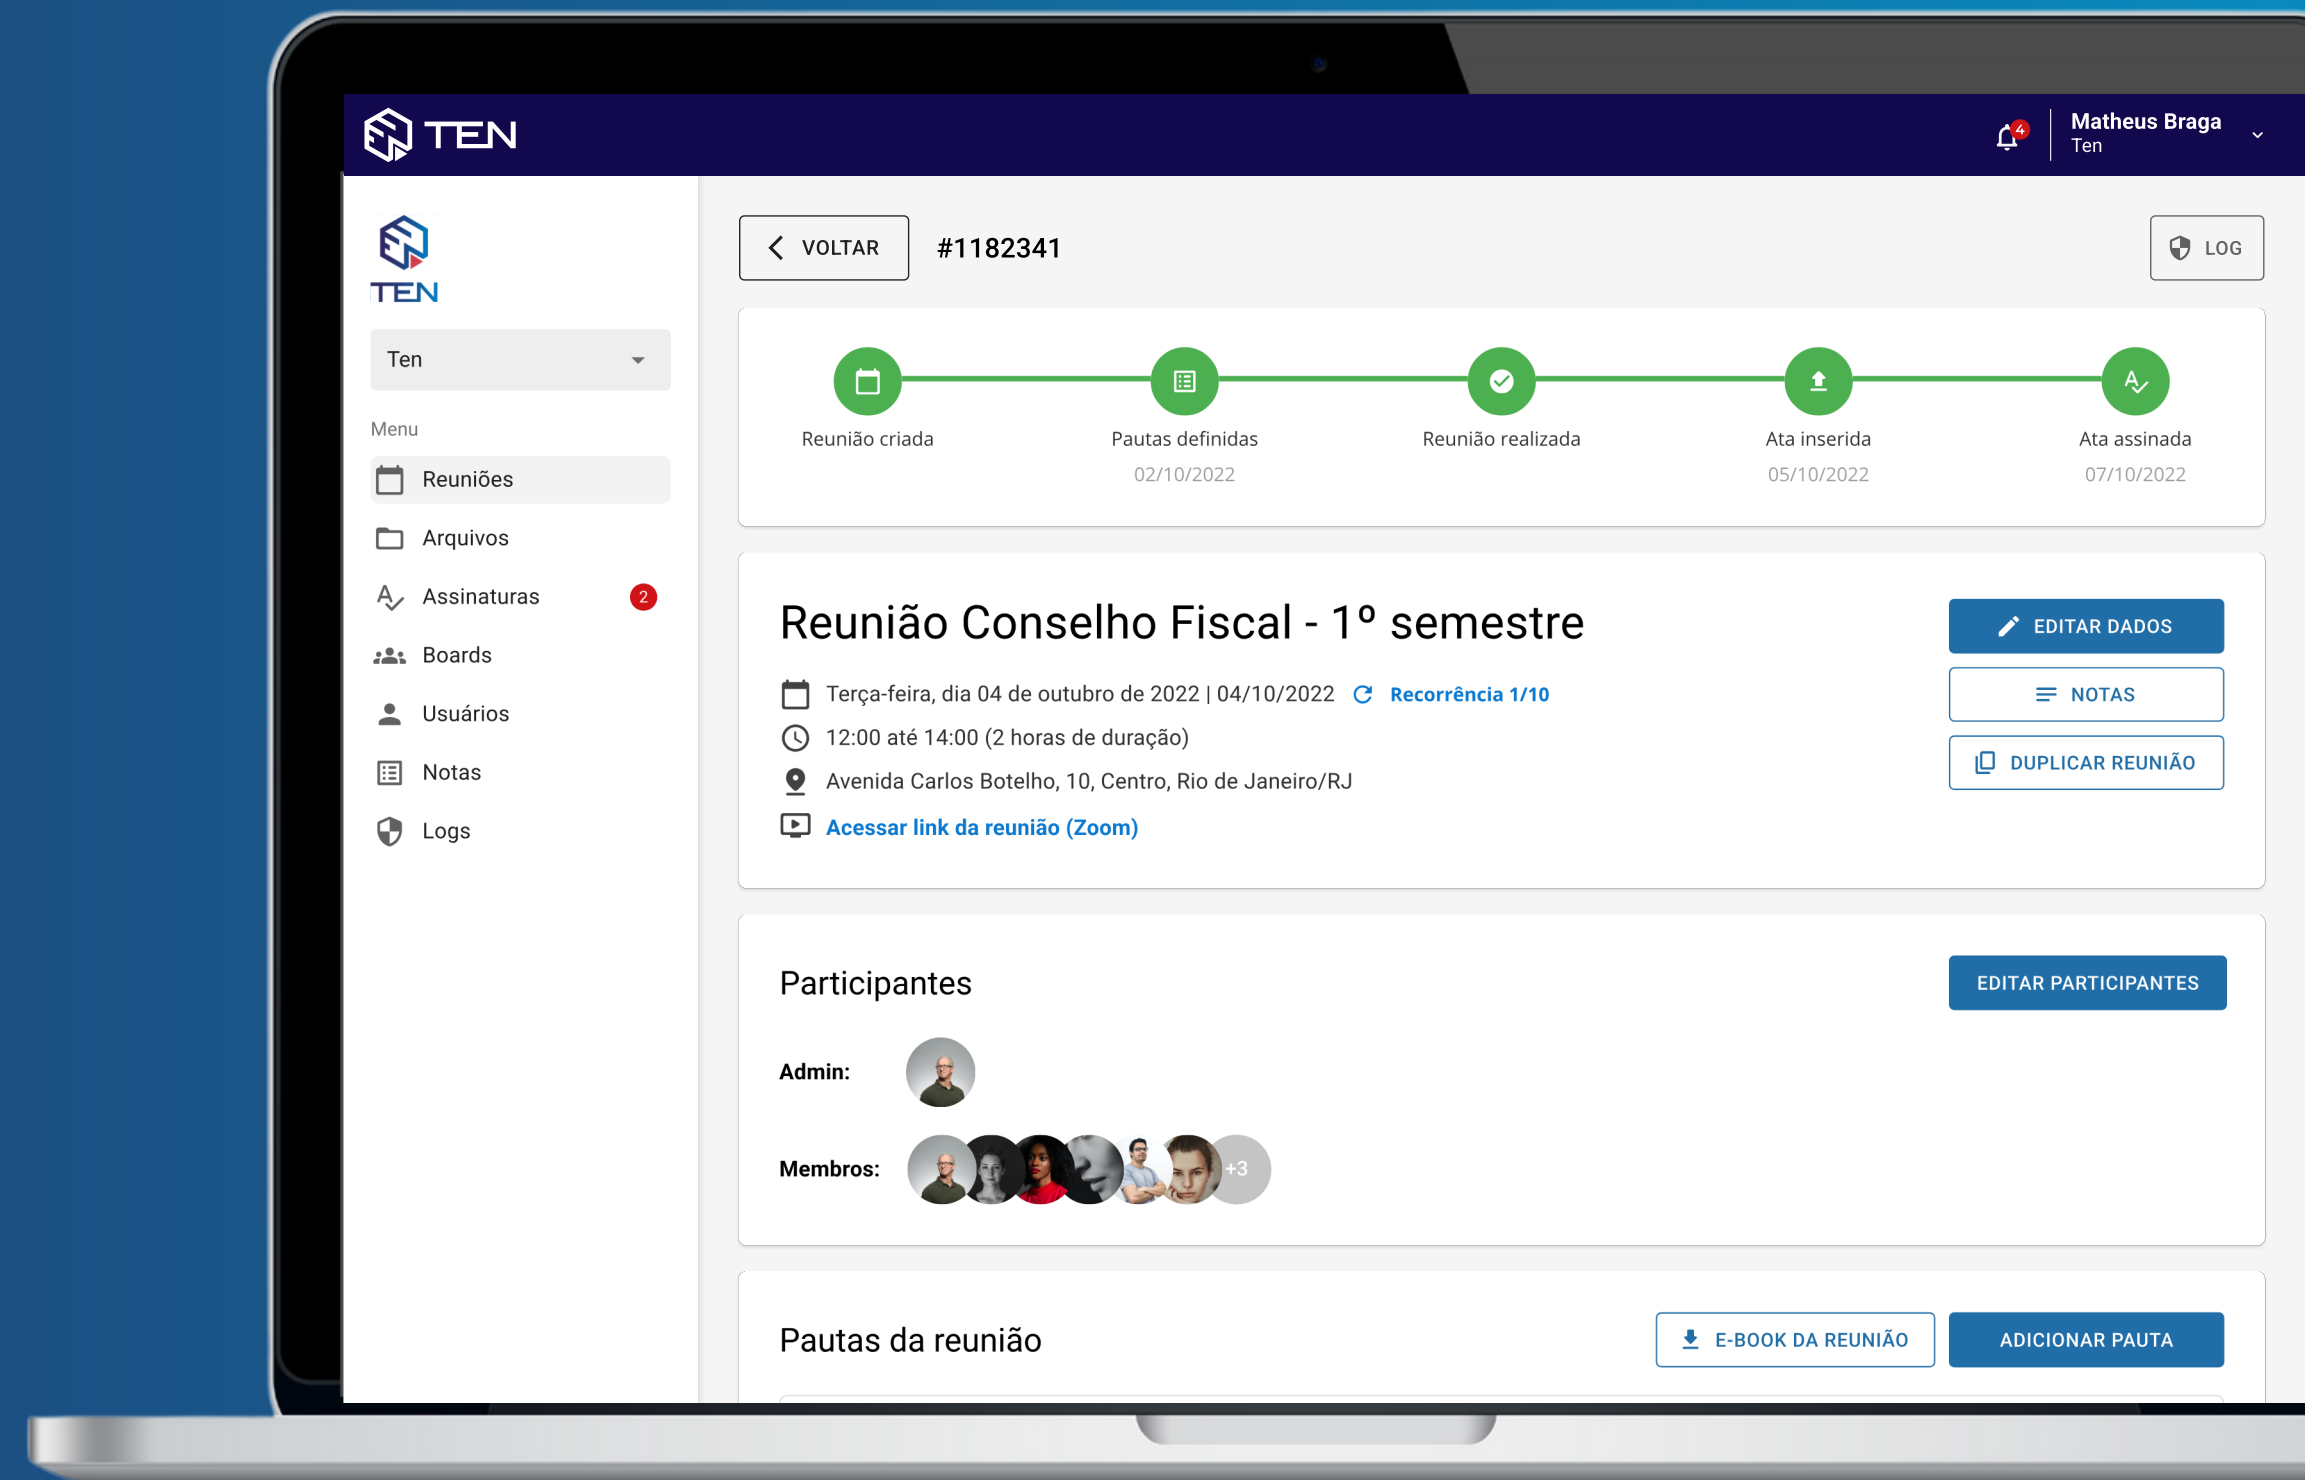 TEN
4
Matheus Braga
Ten
TEN
Ten
Menu
Reuniões
Arquivos
Assinaturas
2
Boards
Usuários
Notas
Logs
VOLTAR
#1182341
LOG
Reunião criada
Pautas definidas
02/10/2022
Reunião realizada
Ata inserida
05/10/2022
Ata assinada
07/10/2022
Reunião Conselho Fiscal - 1º semestre
Terça-feira, dia 04 de outubro de 2022 | 04/10/2022
Recorrência 1/10
12:00 até 14:00 (2 horas de duração)
Avenida Carlos Botelho, 10, Centro, Rio de Janeiro/RJ
Acessar link da reunião (Zoom)
EDITAR DADOS
NOTAS
DUPLICAR REUNIÃO
Participantes
EDITAR PARTICIPANTES
Admin:
Membros:
+3
Pautas da reunião
E-BOOK DA REUNIÃO
ADICIONAR PAUTA